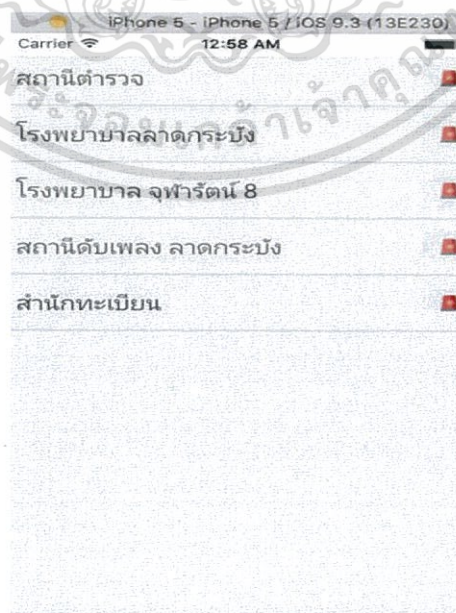 iPhone 5 - iPhone 5 / iOS 9.3 (13E230)
Carrier 12:58 AM
สถานีตำรวจ
โรงพยาบาลลาดกระบัง
โรงพยาบาล จุฬารัตน์ 8
สถานีดับเพลง ลาดกระบัง
สำนักทะเบียน